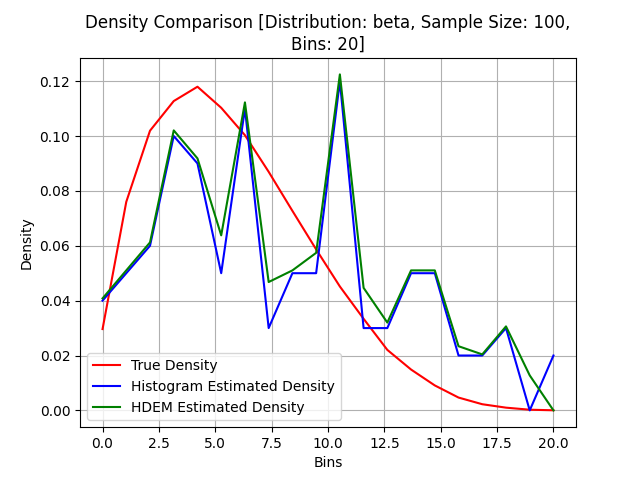 Density Comparison [Distribution: beta, Sample Size: 100,
Bins: 20]
0.12
0.10
0.08
0.06
0.04
0.02
0.00
Density
True Density
Histogram Estimated Density
HDEM Estimated Density
0.0 2.5 5.0 7.5 10.0 12.5 15.0 17.5 20.0
Bins